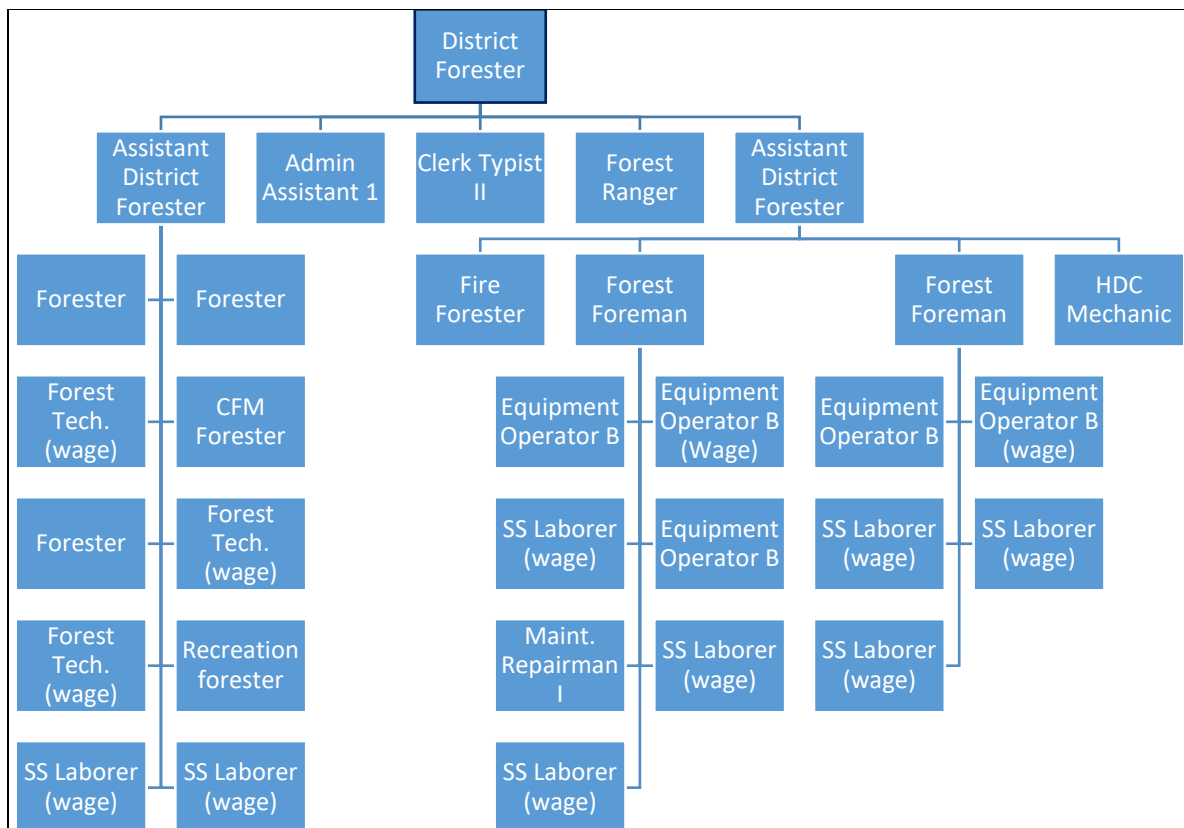 District
Forester
Assistant
District
Forester
Admin
Assistant 1
Clerk Typist
II
Forest
Ranger
Assistant
District
Forester
Forester
Forester
Fire
Forester
Forest
Foreman
Forest
Foreman
HDC
Mechanic
Forest
Tech.
(wage)
CFM
Forester
Equipment
Operator B
Equipment
Operator B
(Wage)
Equipment
Operator B
Equipment
Operator B
(wage)
Forester
Forest
Tech.
(wage)
SS Laborer
(wage)
Equipment
Operator B
SS Laborer
(wage)
SS Laborer
(wage)
Forest
Tech.
(wage)
Recreation
forester
Maint.
Repairman
I
SS Laborer
(wage)
SS Laborer
(wage)
SS Laborer
(wage)
SS Laborer
(wage)
SS Laborer
(wage)